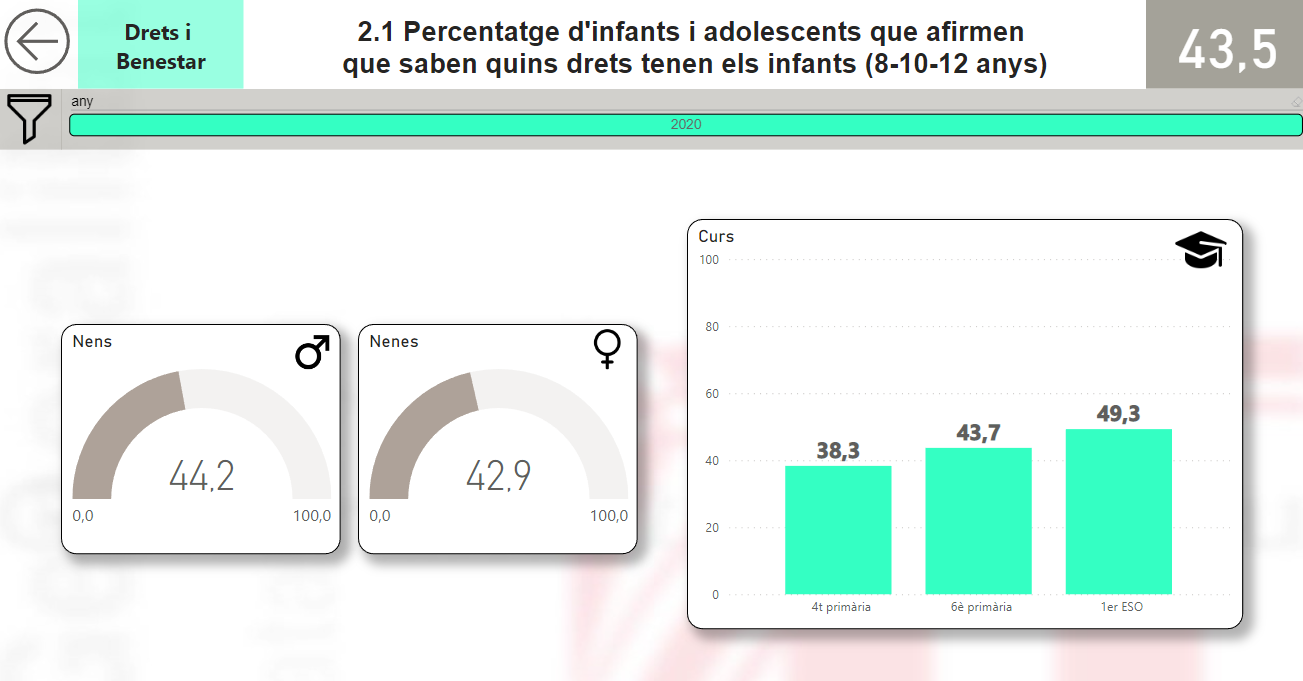 Drets i
Benestar
2.1 Percentatge d'infants i adolescents que afirmen
que saben quins drets tenen els infants (8-10-12 anys)
43,5
any
2020
Nens
44,2
0,0
100,0
Nenes
42,9
0,0
100,0
Curs
100
80
60
40
20
0
38,3
43,7
49,3
4t primària
6è primària
1er ESO